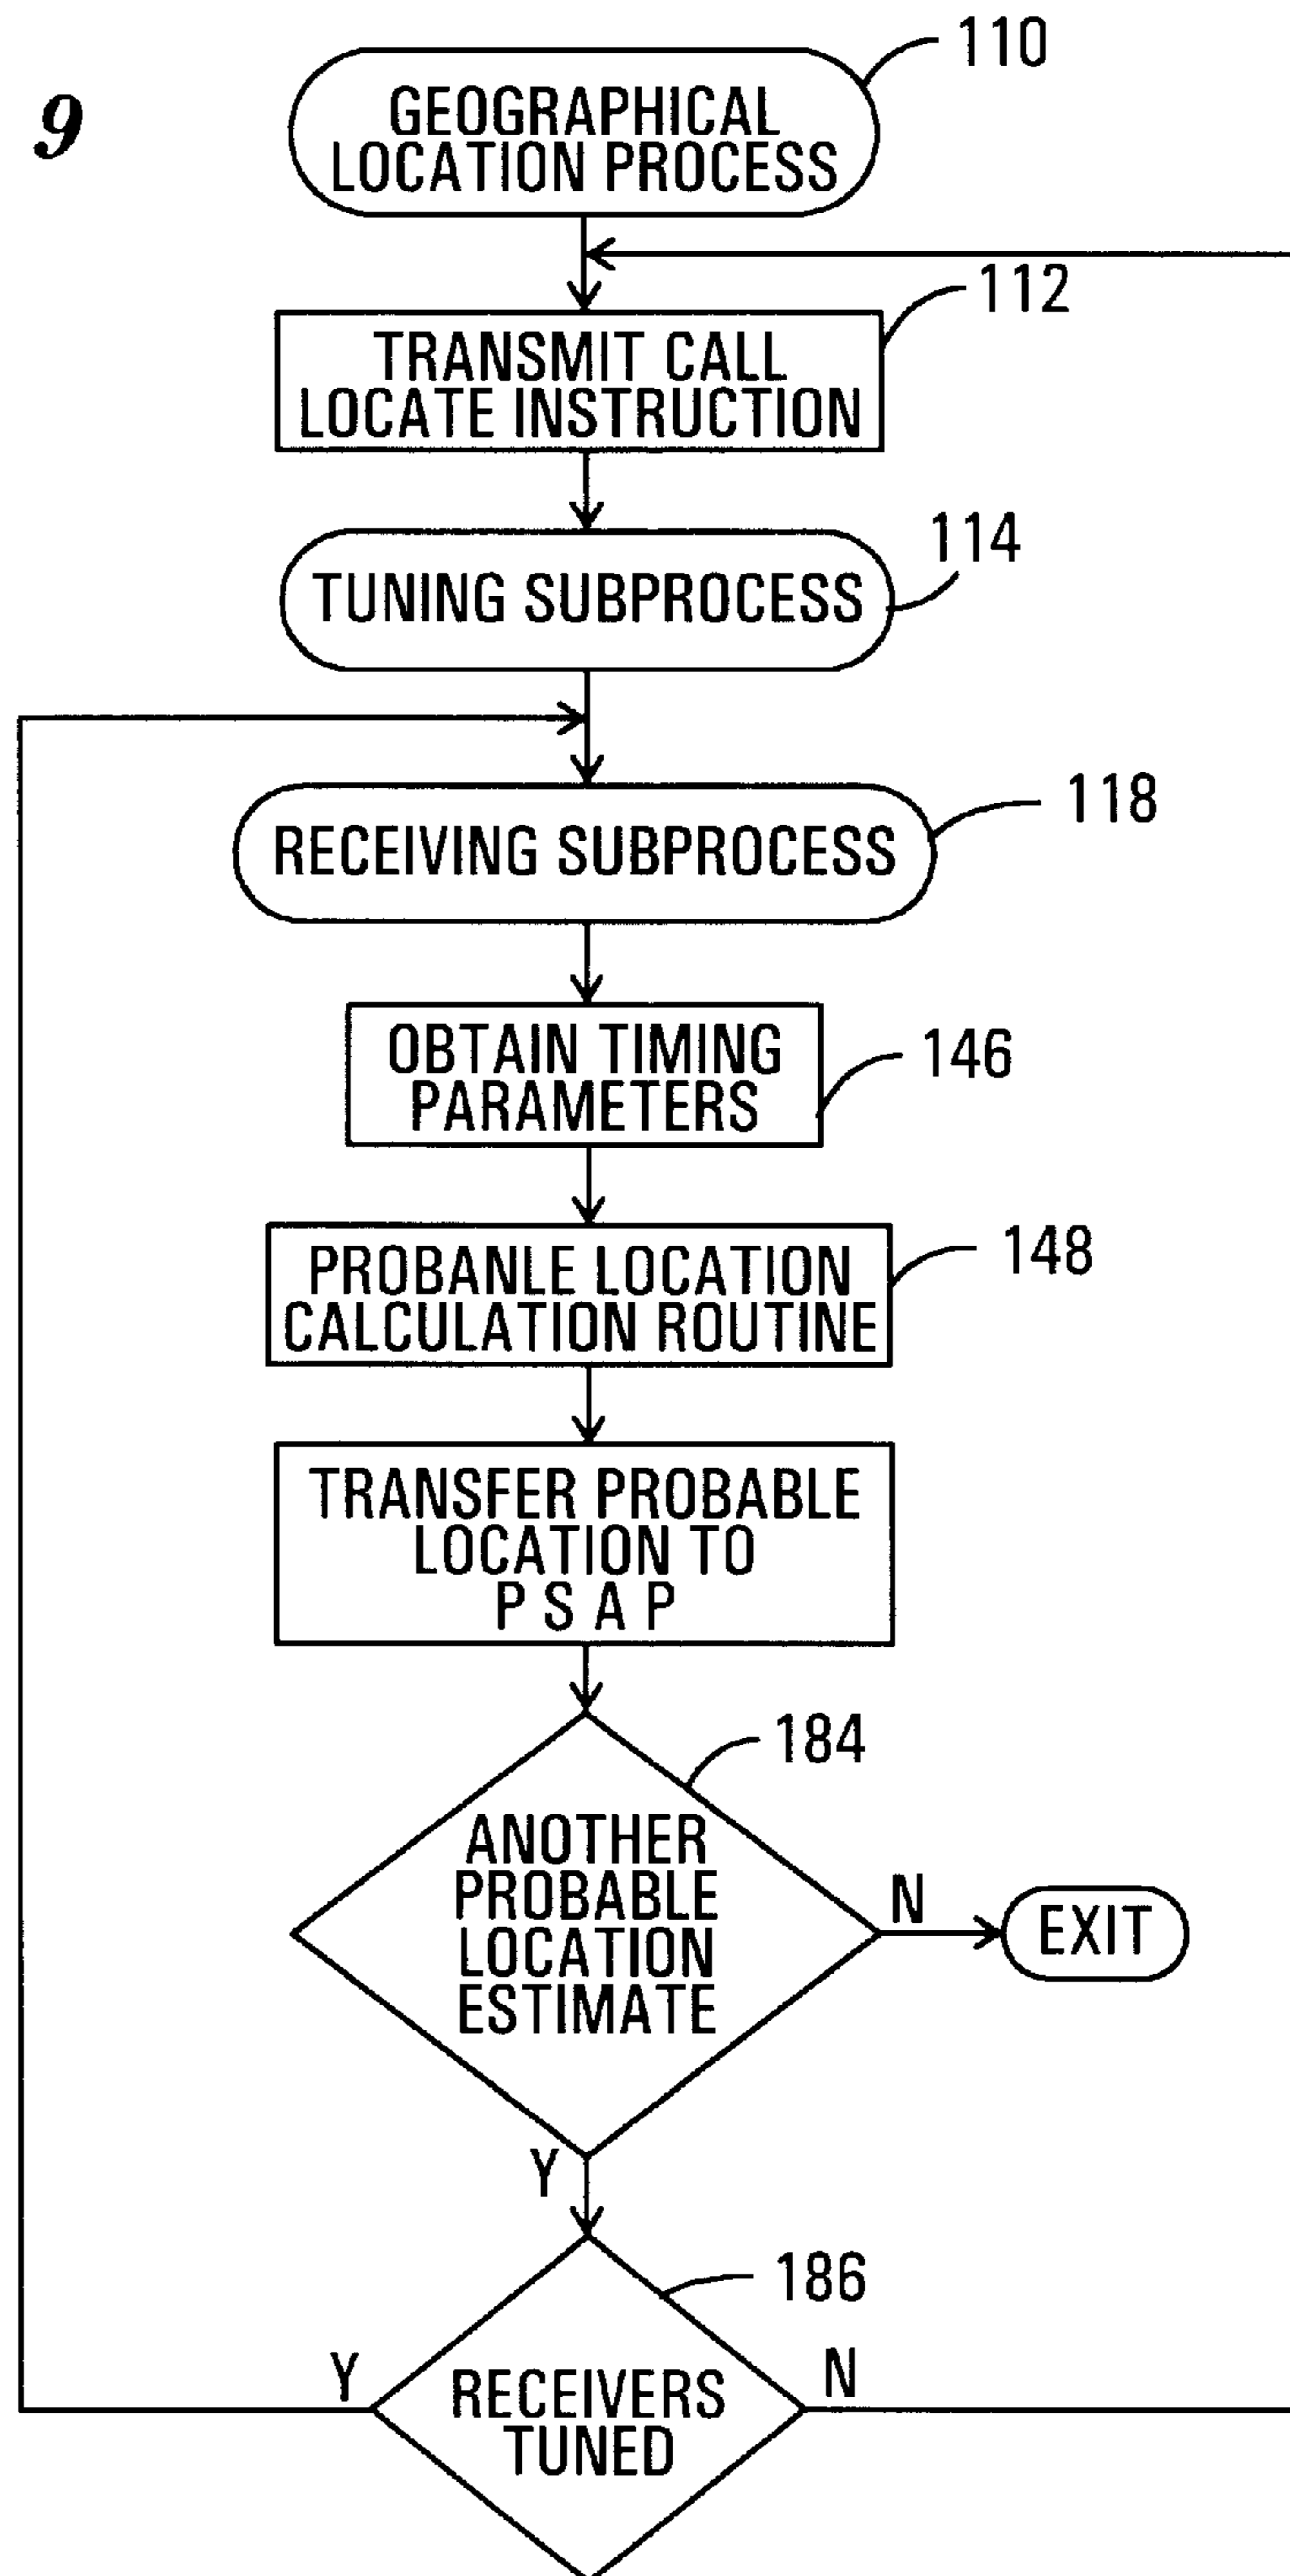 9
110
GEOGRAPHICAL
LOCATION PROCESS
112
TRANSMIT CALL
LOCATE INSTRUCTION
114
TUNING SUBPROCESS
118
RECEIVING SUBPROCESS
146
OBTAIN TIMING
PARAMETERS
148
PROBANLE LOCATION
CALCULATION ROUTINE
TRANSFER PROBABLE
LOCATION TO
P S A P
184
ANOTHER
PROBABLE
LOCATION
ESTIMATE
N
EXIT
Y
186
Y
RECEIVERS
TUNED
N